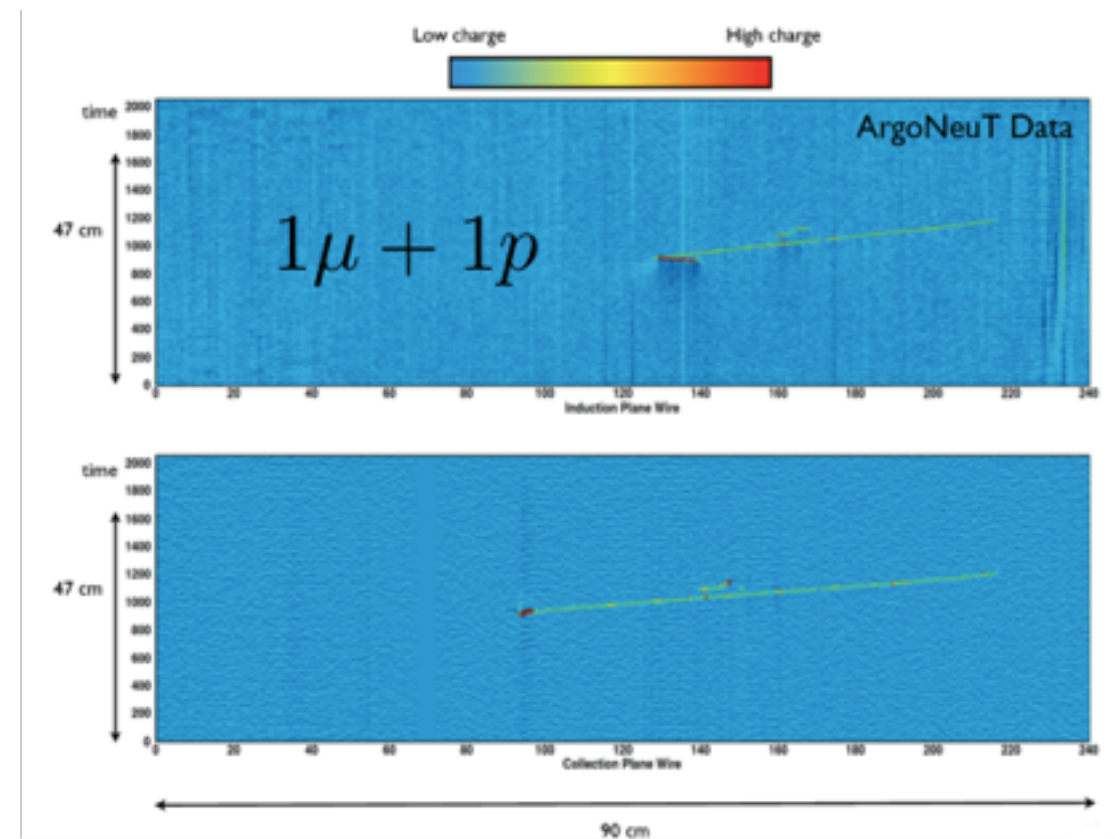 Low charge High charge
time
ArgoNeuT Data
2000
1800
1600
1400
1200
1000
800
600
400
200
0
47 cm
1μ + 1p
0 20 40 60 80 100 120 140 160 180 200 220 240
Induction Plane Wire
time
2000
1800
1600
1400
1200
1000
800
600
400
200
0
47 cm
0 20 40 60 80 100 120 140 160 180 200 220 240
Collection Plane Wire
90 cm